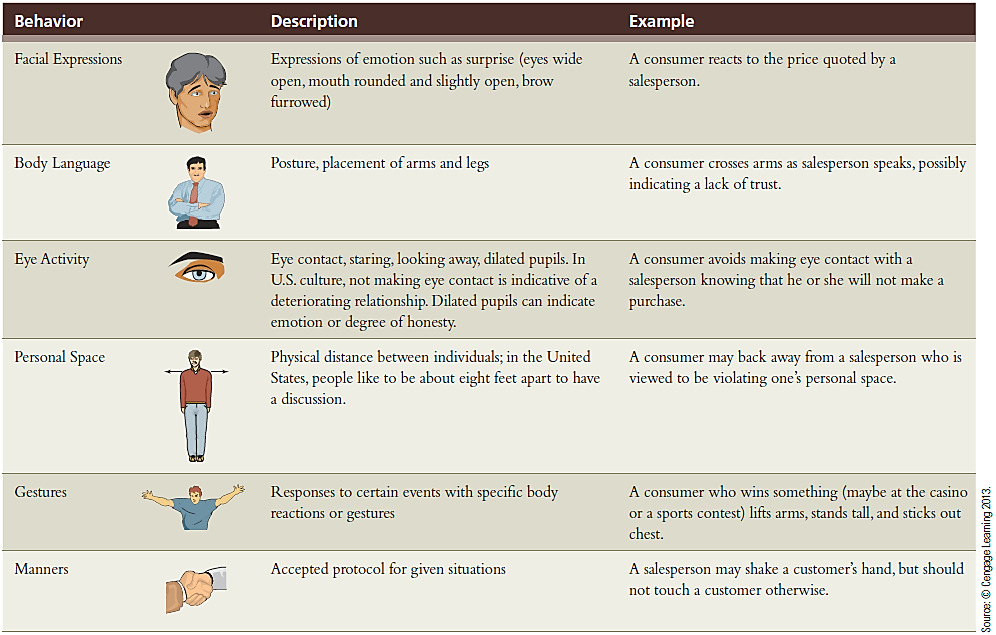 Behavior Description Example
Facial Expressions
Expressions of emotion such as surprise (eyes wide
open, mouth rounded and slightly open, brow
furrowed)
A consumer reacts to the price quoted by a
salesperson.
Body Language
Posture, placement of arms and legs
A consumer crosses arms as salesperson speaks, possibly
indicating a lack of trust.
Eye Activity
Eye contact, staring, looking away, dilated pupils. In
U.S. culture, not making eye contact is indicative of a
deteriorating relationship. Dilated pupils can indicate
emotion or degree of honesty.
A consumer avoids making eye contact with a
salesperson knowing that he or she will not make a
purchase.
Personal Space
Physical distance between individuals; in the United
States, people like to be about eight feet apart to have
a discussion.
A consumer may back away from a salesperson who is
viewed to be violating one's personal space.
Gestures
Responses to certain events with specific body
reactions or gestures
A consumer who wins something (maybe at the casino
or a sports contest) lifts arms, stands tall, and sticks out
chest.
Manners
Accepted protocol for given situations
A salesperson may shake a customer's hand, but should
not touch a customer otherwise.
Source: © Cengage Learning 2013.